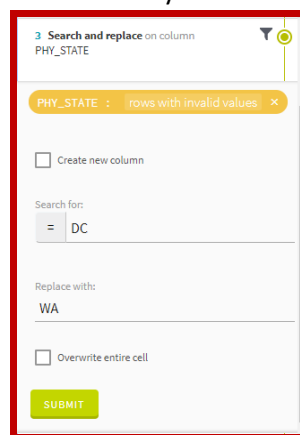 3 Search and replace on column
PHY_STATE
PHY_STATE : rows with invalid values ×
Create new column
Search for:
= DC
Replace with:
WA
Overwrite entire cell
SUBMIT